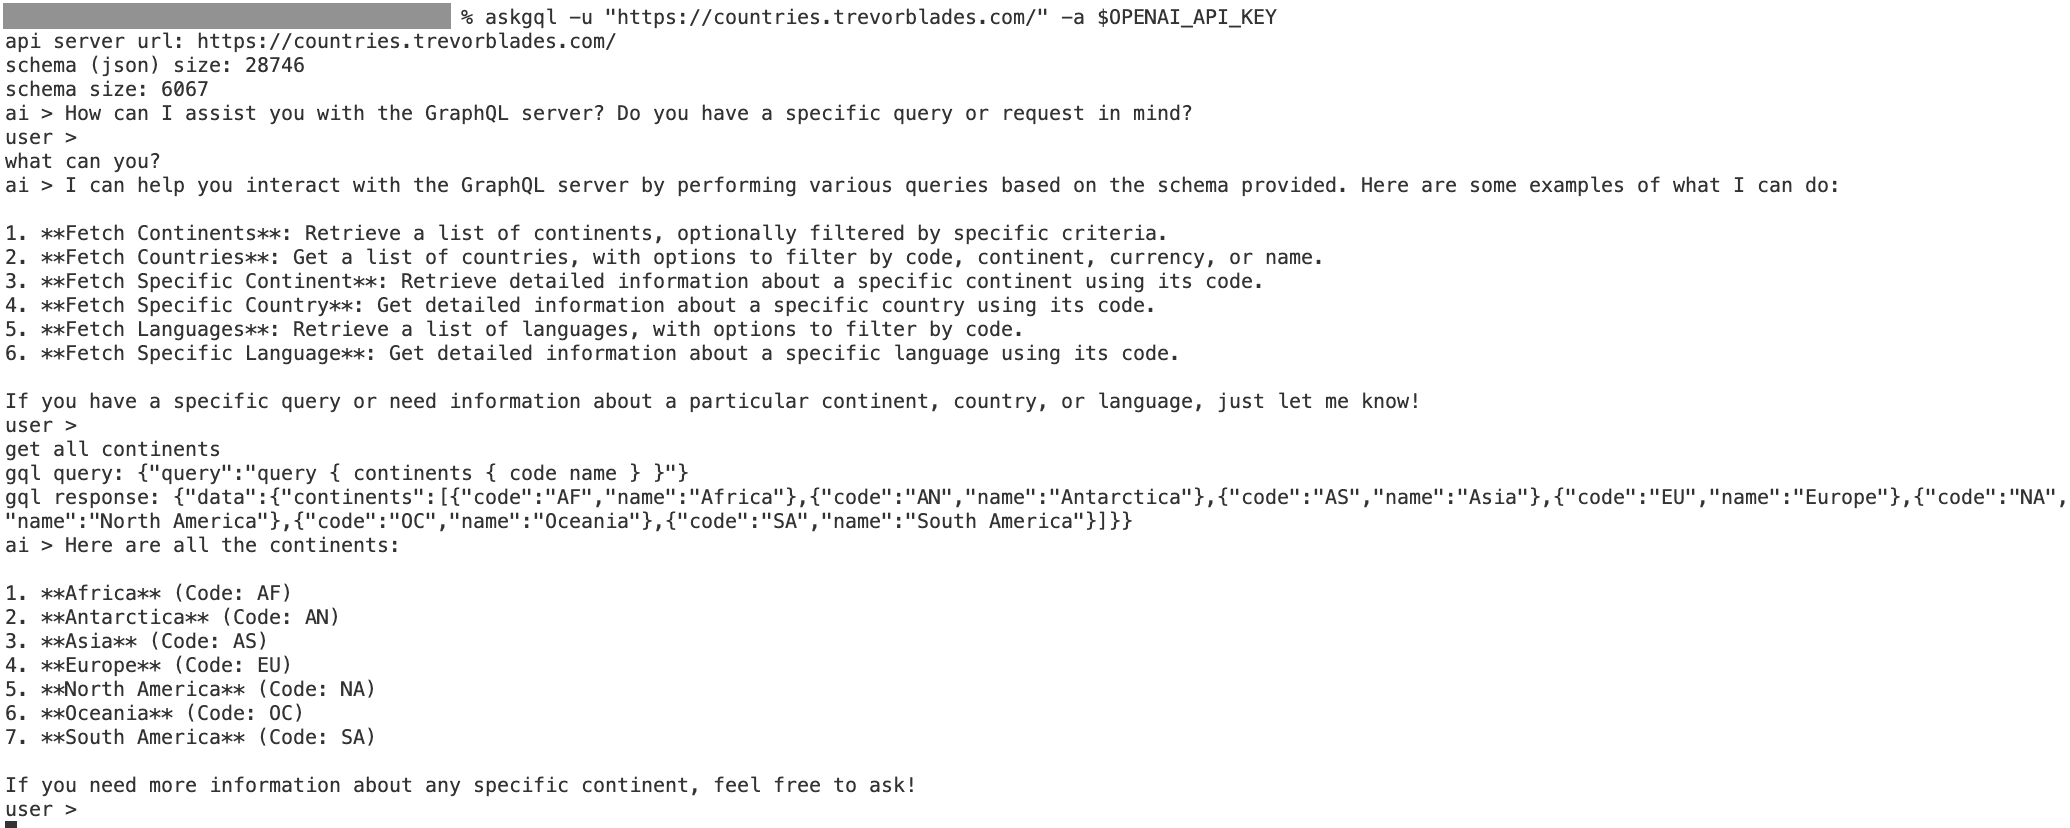 % askgql -u "https://countries.trevorblades.com/" -a $OPENAI_API_KEY
api server url: https://countries.trevorblades.com/
schema (json) size: 28746
schema size: 6067
ai > How can I assist you with the GraphQL server? Do you have a specific query or request in mind?
user >
what can you?
ai > I can help you interact with the GraphQL server by performing various queries based on the schema provided. Here are some examples of what I can do:
1. **Fetch Continents**: Retrieve a list of continents, optionally filtered by specific criteria.
2. **Fetch Countries**: Get a list of countries, with options to filter by code, continent, currency, or name.
3. **Fetch Specific Continent**: Retrieve detailed information about a specific continent using its code.
4. **Fetch Specific Country**: Get detailed information about a specific country using its code.
5. **Fetch Languages**: Retrieve a list of languages, with options to filter by code.
6. **Fetch Specific Language**: Get detailed information about a specific language using its code.
If you have a specific query or need information about a particular continent, country, or language, just let me know!
user >
get all continents
gql query: {"query":"query { continents { code name } }"}
gql response: {"data":{"continents":[{"code":"AF","name":"Africa"},{"code":"AN","name":"Antarctica"},{"code":"AS","name":"Asia"},{"code":"EU","name":"Europe"},{"code":"NA",
"name":"North America"},{"code":"OC","name":"Oceania"},{"code":"SA","name":"South America"}]}}
ai > Here are all the continents:
1. **Africa** (Code: AF)
2. **Antarctica** (Code: AN)
3. **Asia** (Code: AS)
4. **Europe** (Code: EU)
5. **North America** (Code: NA)
6. **Oceania** (Code: OC)
7. **South America** (Code: SA)
If you need more information about any specific continent, feel free to ask!
user >